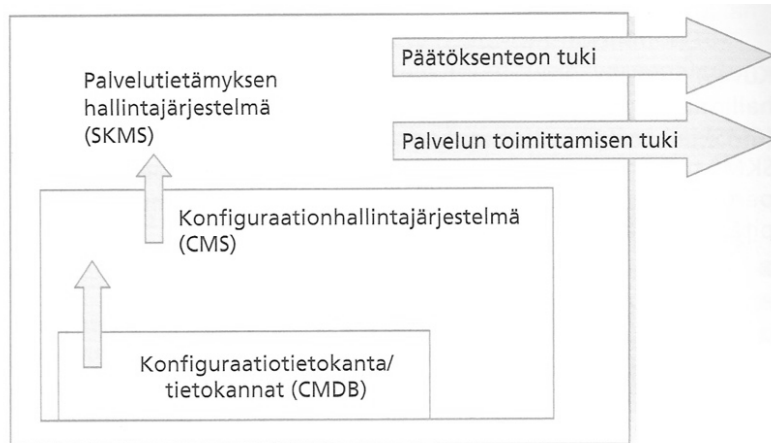 Päätöksenteon tuki
Palvelutietämyksen
hallintajärjestelmä
(SKMS)
Palvelun toimittamisen tuki
Konfiguraationhallintajärjestelmä
(CMS)
Konfiguraatiotietokanta/
tietokannat (CMDB)